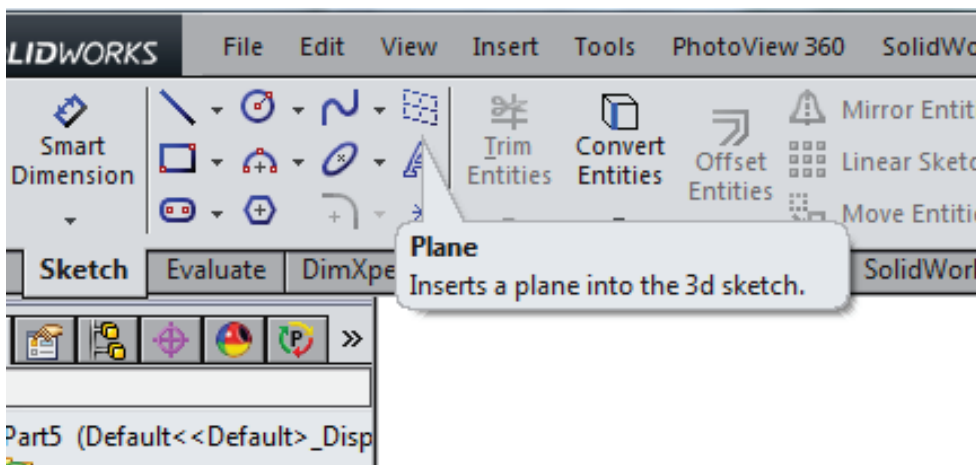 LIDWORKS File Edit View Insert Tools PhotoView 360 SolidWo
Smart Dimension
Trim Entities
Convert Entities
Offset Entities
Mirror Entit
Linear Sketc
Move Entiti
Plane
Inserts a plane into the 3d sketch.
Sketch Evaluate DimXpe SolidWorl
Part5 (Default<<Default>_Disp